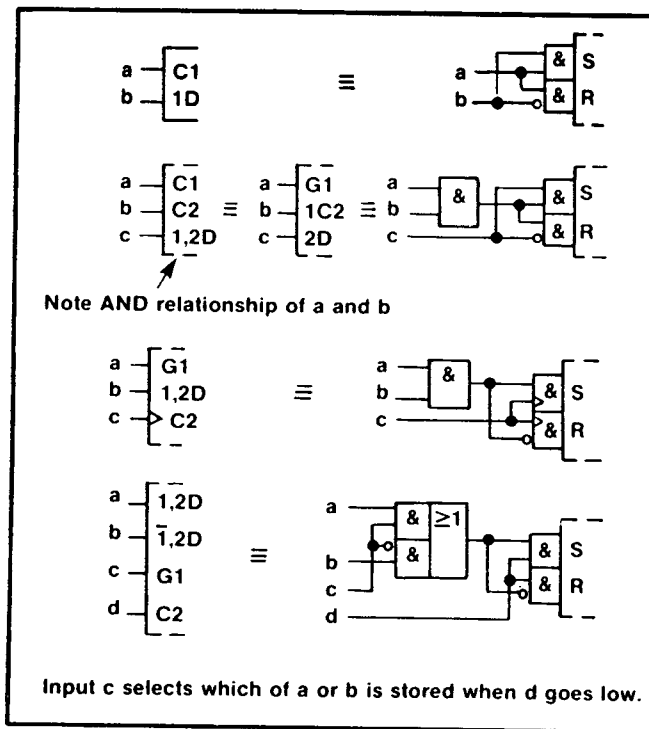 a C1 ≡ a & S
b 1D b & R
a C1 a G1 a & & S
b C2 ≡ b 1C2 ≡ b & R
c 1,2D c 2D c
Note AND relationship of a and b
a G1 a & & S
b 1,2D ≡ b & R
c C2 c
a 1,2D a & ≥1
b 1̄,2D ≡ b & & S
c G1 c & R
d C2 d
Input c selects which of a or b is stored when d goes low.